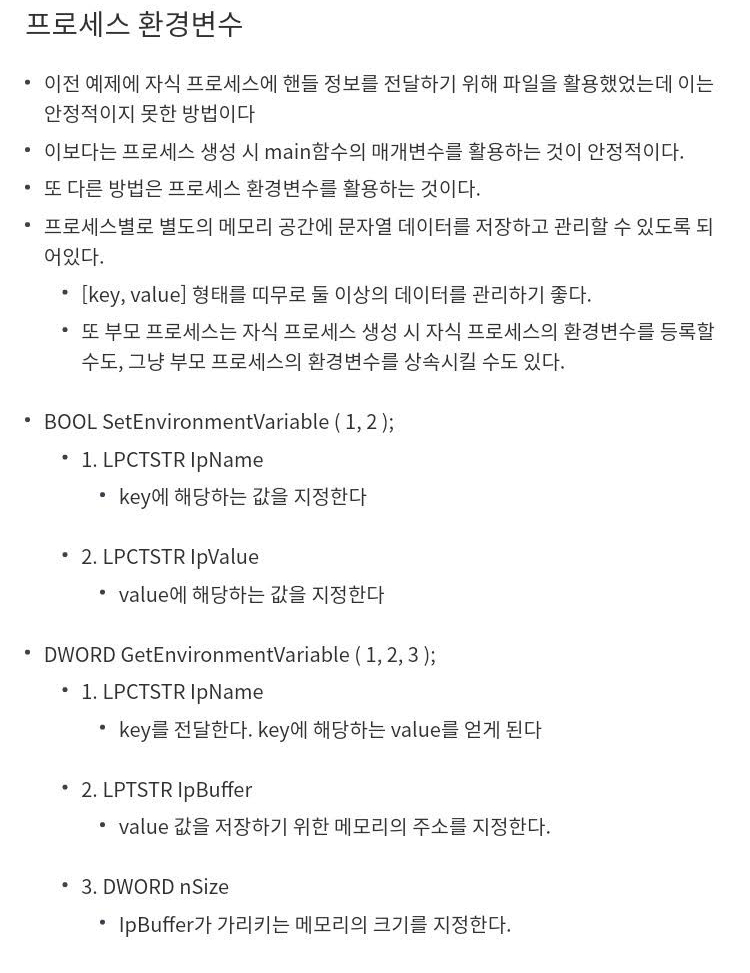 프로세스 환경변수
• 이전 예제에 자식 프로세스에 핸들 정보를 전달하기 위해 파일을 활용했었는데 이는
안정적이지 못한 방법이다
• 이보다는 프로세스 생성 시 main함수의 매개변수를 활용하는 것이 안정적이다.
• 또 다른 방법은 프로세스 환경변수를 활용하는 것이다.
• 프로세스별로 별도의 메모리 공간에 문자열 데이터를 저장하고 관리할 수 있도록 되
어있다.
• [key, value] 형태를 띠무로 둘 이상의 데이터를 관리하기 좋다.
• 또 부모 프로세스는 자식 프로세스 생성 시 자식 프로세스의 환경변수를 등록할
수도, 그냥 부모 프로세스의 환경변수를 상속시킬 수도 있다.
• BOOL SetEnvironmentVariable ( 1, 2 );
• 1. LPCTSTR IpName
• key에 해당하는 값을 지정한다
• 2. LPCTSTR IpValue
• value에 해당하는 값을 지정한다
• DWORD GetEnvironmentVariable ( 1, 2, 3 );
• 1. LPCTSTR IpName
• key를 전달한다. key에 해당하는 value를 얻게 된다
• 2. LPTSTR IpBuffer
• value 값을 저장하기 위한 메모리의 주소를 지정한다.
• 3. DWORD nSize
• IpBuffer가 가리키는 메모리의 크기를 지정한다.